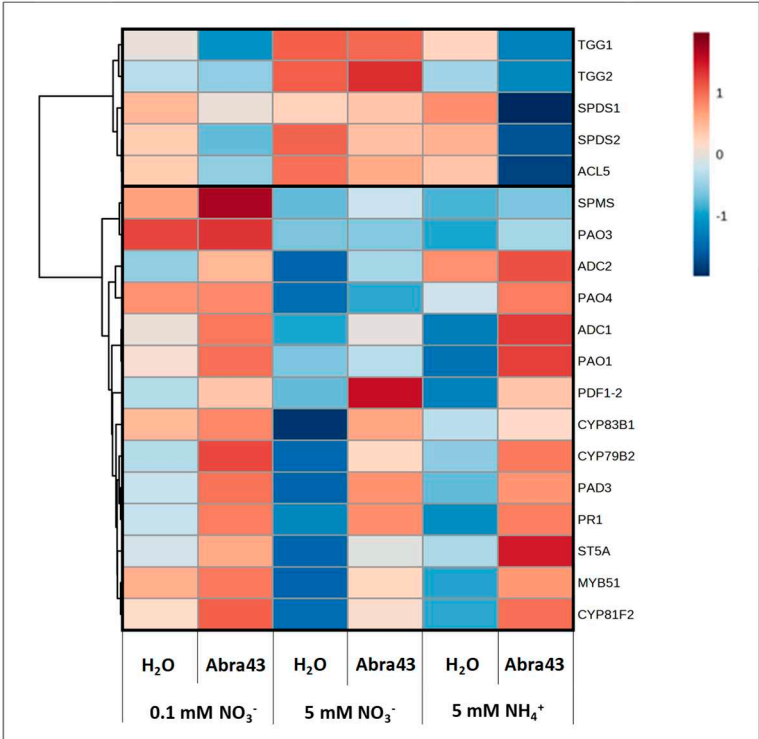 TGG1
TGG2
SPDS1
SPDS2
ACL5
SPMS
PAO3
ADC2
PAO4
ADC1
PAO1
PDF1-2
CYP83B1
CYP79B2
PAD3
PR1
ST5A
MYB51
CYP81F2
1
0
-1
H₂O Abra43 H₂O Abra43 H₂O Abra43
0.1 mM NO₃⁻ 5 mM NO₃⁻ 5 mM NH₄⁺